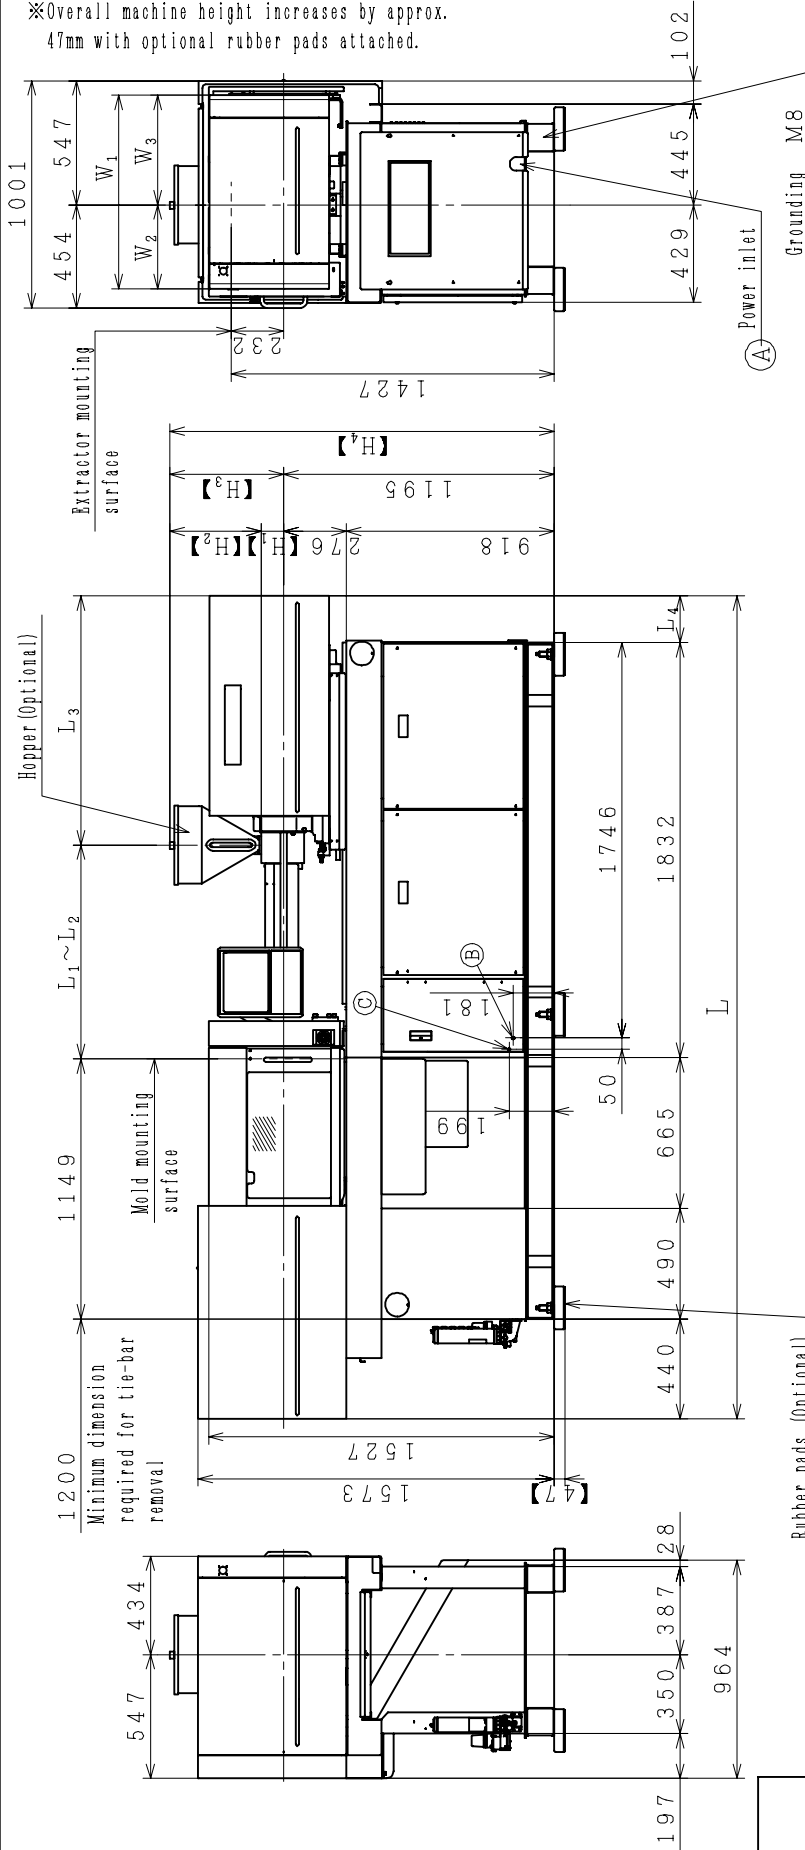 ※Overall machine height increases by approx.
47mm with optional rubber pads attached.
1001
547
454
W₁
W₃
W₂
102
445
429
Grounding M8
Power inlet
A
232
1427
Extractor mounting
surface
【H₄】
【H₃】
1195
【H₂】
【H₁】
276
918
Hopper(Optional)
L₃
L₁~L₂
L₄
1746
1832
L
B
C
181
50
199
665
1149
Mold mounting
surface
490
440
1200
Minimum dimension
required for tie-bar
removal
1527
1573
【47】
Rubber pads (Optional)
434
547
28
387
350
964
197